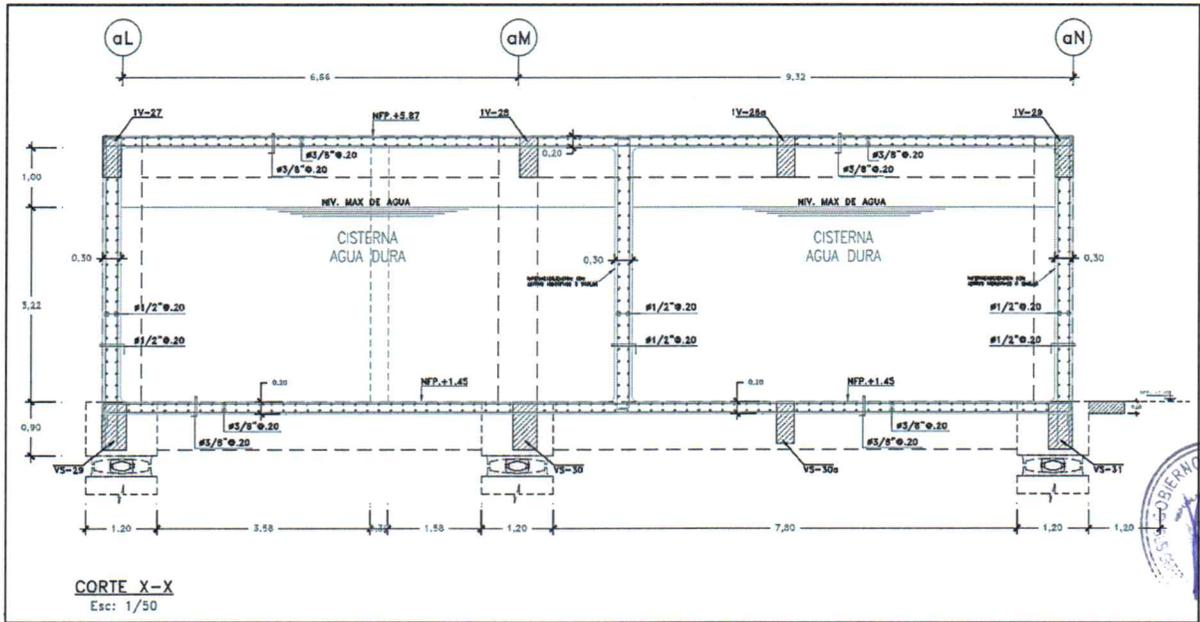 aL aM aN
6,66 9,32
1V-27 NFP.+5.87 1V-28 1V-28a 1V-29
0,20
ø3/8"@.20 ø3/8"@.20
ø3/8"@.20 ø3/8"@.20
1,00
NIV. MAX DE AGUA NIV. MAX DE AGUA
CISTERNA CISTERNA
AGUA DURA AGUA DURA
0,30 0,30 0,30
3,22
ø1/2"@.20 ø1/2"@.20 ø1/2"@.20
ø1/2"@.20 ø1/2"@.20 ø1/2"@.20
0,20 NFP.+1.45 0,20 NFP.+1.45
0,90
ø3/8"@.20 ø3/8"@.20
ø3/8"@.20 ø3/8"@.20
VS-29 VS-30 VS-30a VS-31
GOBIERNO
1,20 3,58 1,58 1,20 7,80 1,20 1,20
CORTE X-X
Esc: 1/50